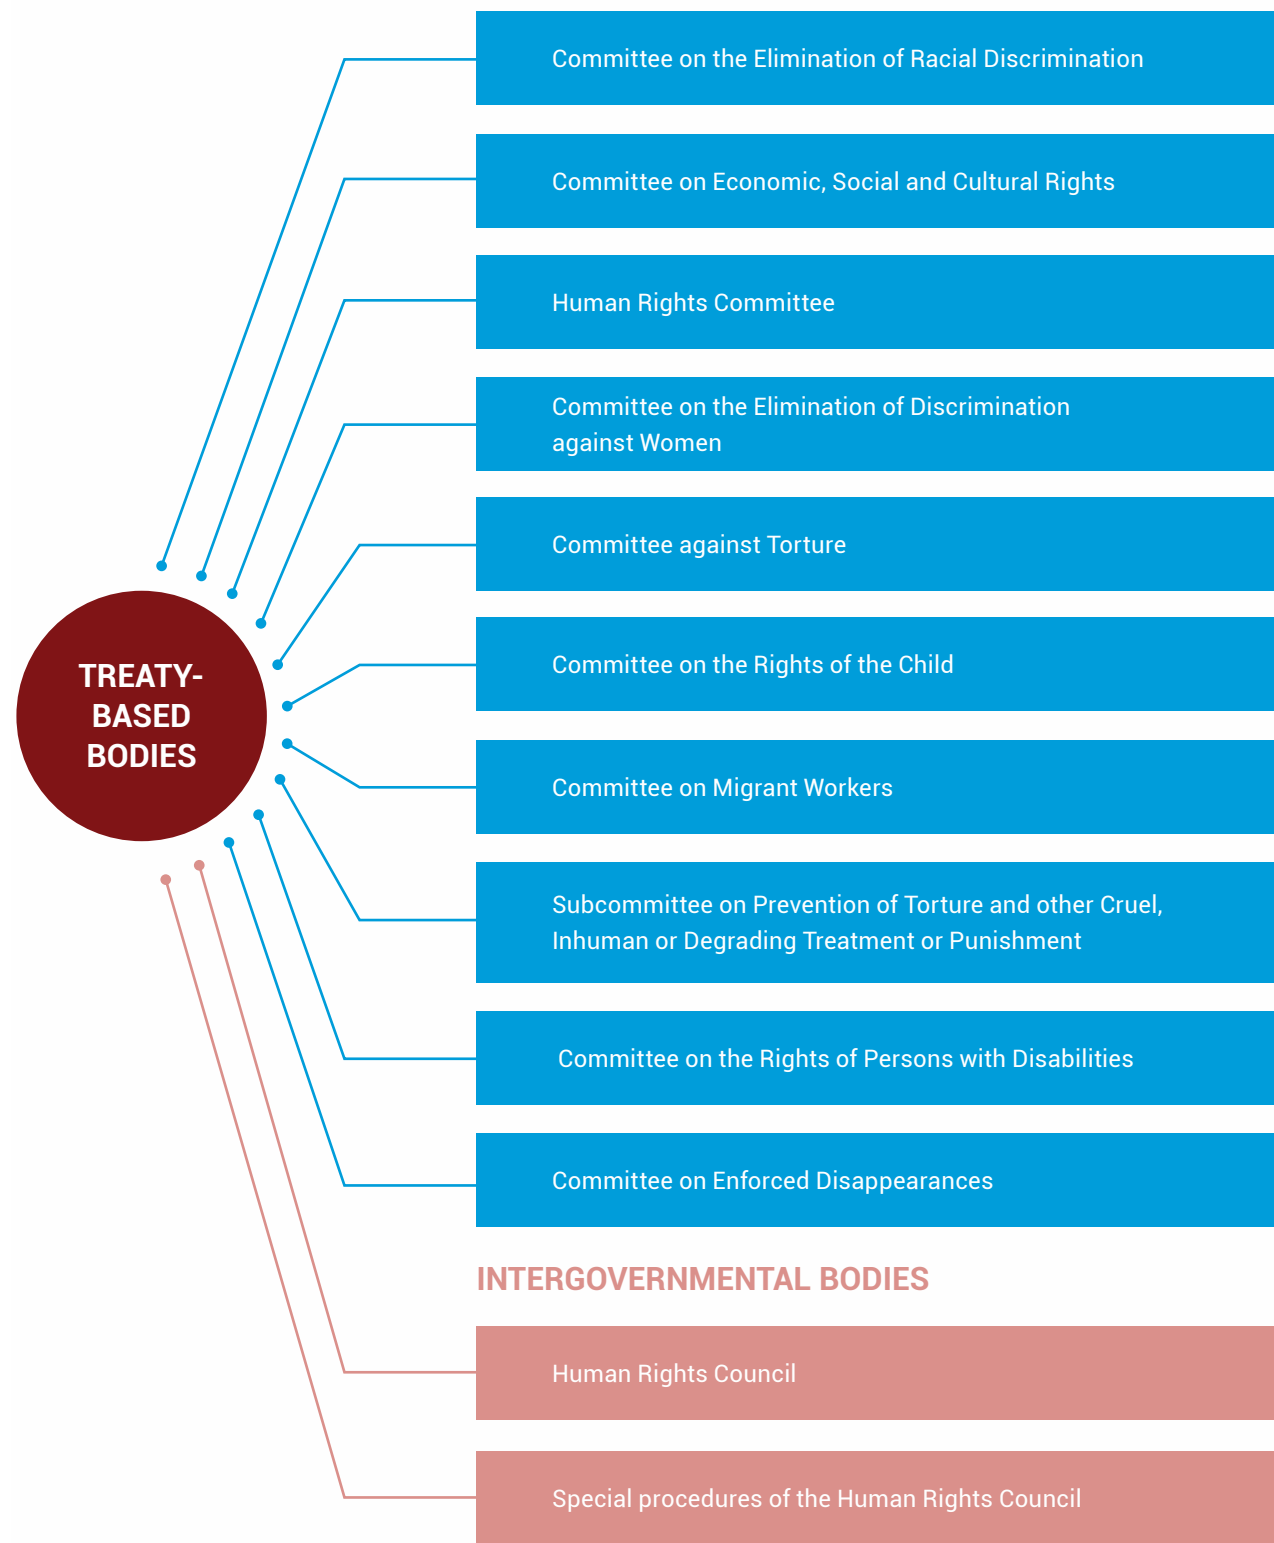 Committee on the Elimination of Racial Discrimination
Committee on Economic, Social and Cultural Rights
Human Rights Committee
Committee on the Elimination of Discrimination
against Women
Committee against Torture
TREATY-
BASED
BODIES
Committee on the Rights of the Child
Committee on Migrant Workers
Subcommittee on Prevention of Torture and other Cruel,
Inhuman or Degrading Treatment or Punishment
Committee on the Rights of Persons with Disabilities
Committee on Enforced Disappearances
INTERGOVERNMENTAL BODIES
Human Rights Council
Special procedures of the Human Rights Council